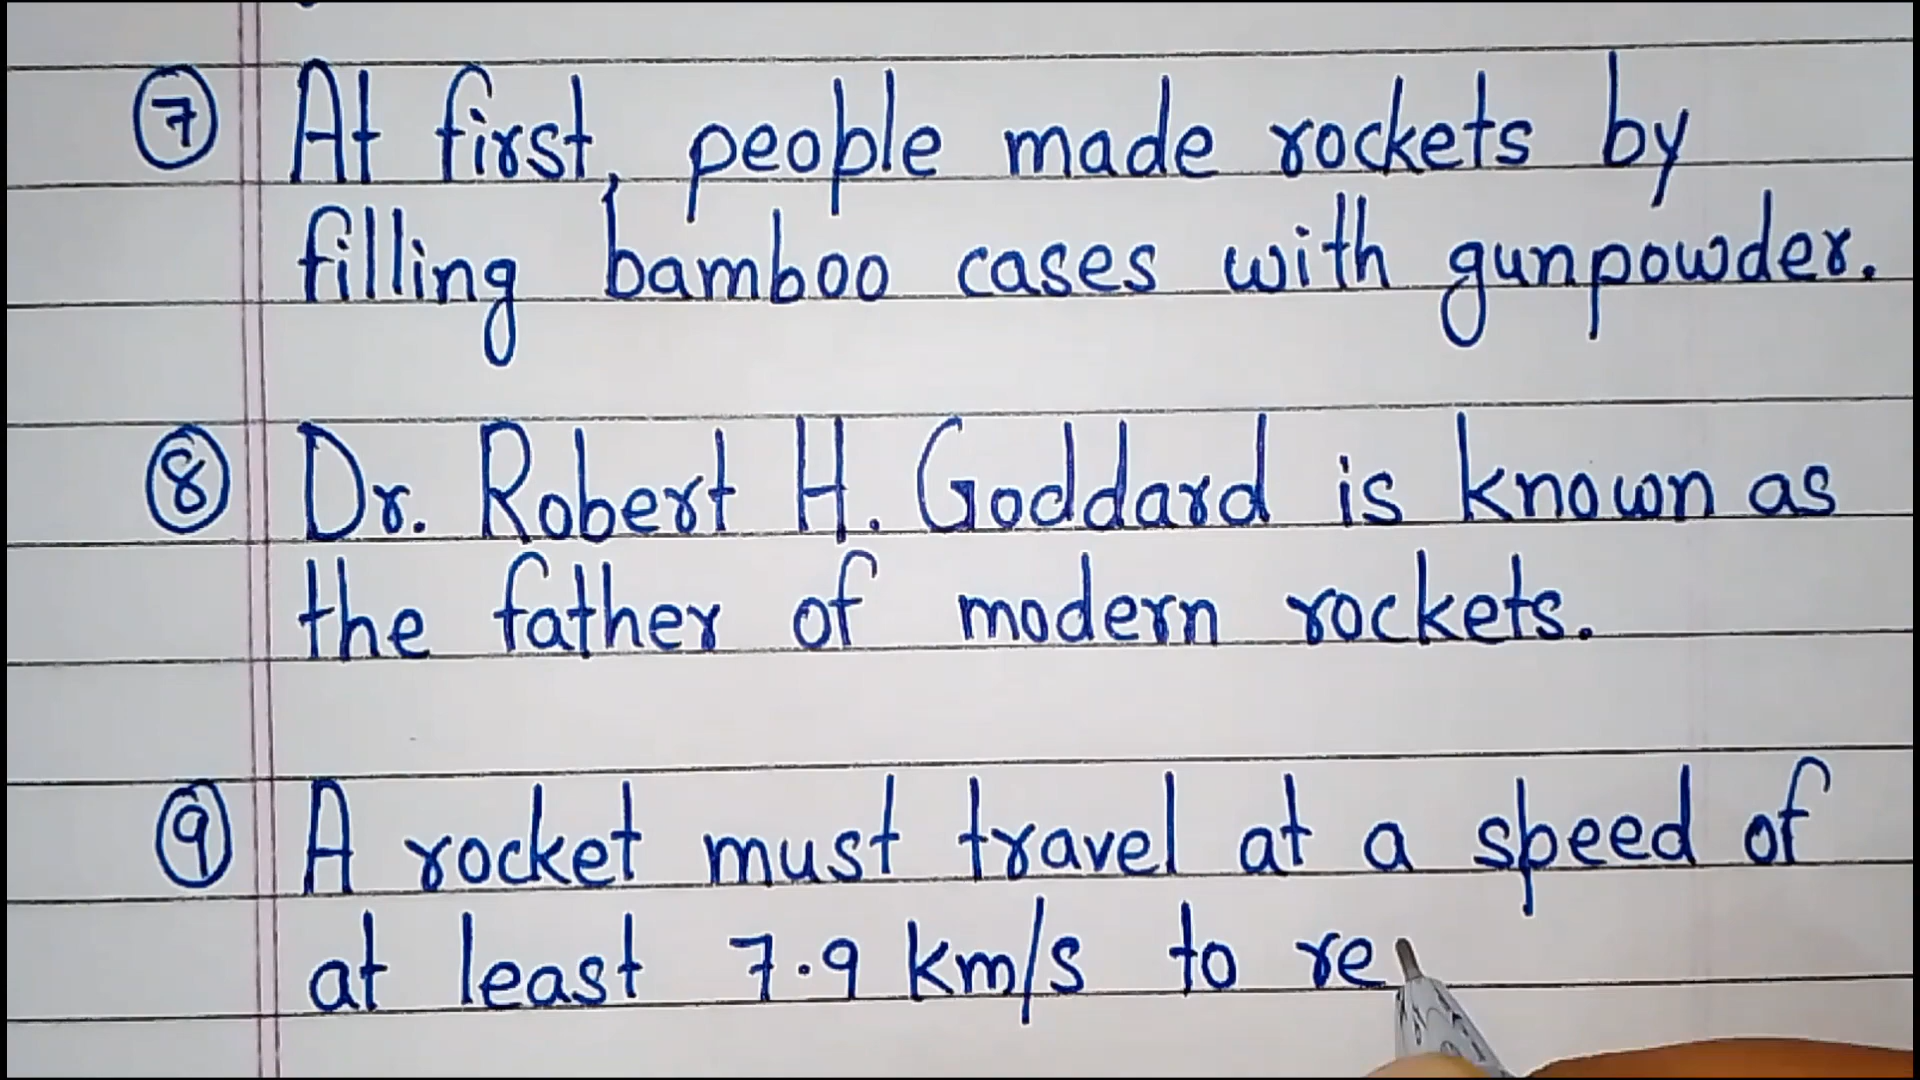 7 At first, people made rockets by
filling bamboo cases with gunpowder.
8 Dr. Robert H. Goddard is known as
the father of modern rockets.
9 A rocket must travel at a speed of
at least 7.9 km/s to re